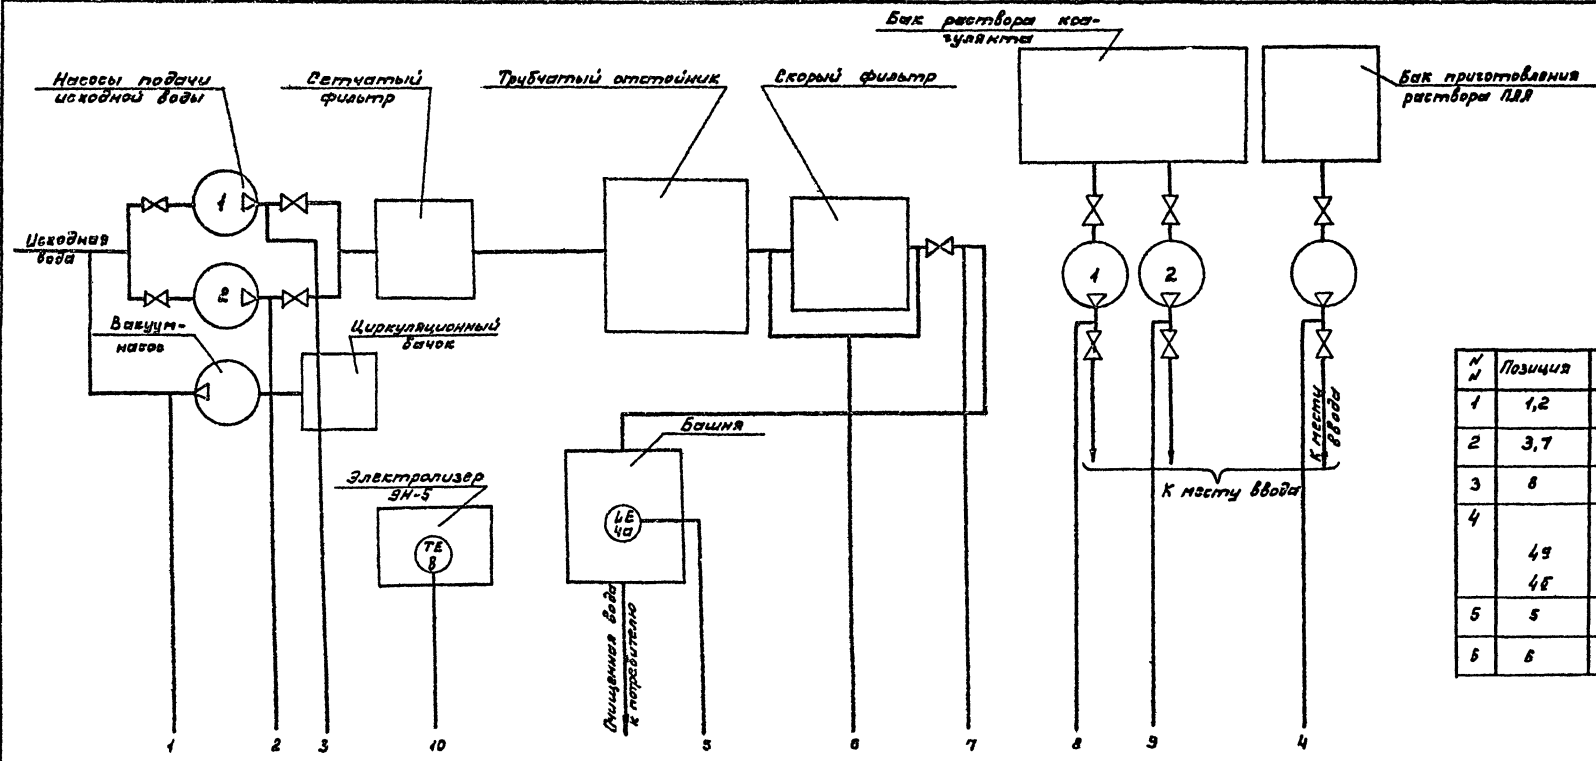 Бак раствора коа-
гулянта
Насосы подачи
исходной воды
Сетчатый
фильтр
Трубчатый отстойник
Скорый фильтр
Бак приготовления
раствора ПАА
1
Исходная
вода
2
1
2
Вакуум-
насос
Циркуляционный
бачок
Башня
Электролизер
ЭН-5
LE
4а
TE
8
К месту
ввода
К месту ввода
Очищенная вода
к потребителю
1
2
3
10
5
6
7
8
9
4
N
N
Позиция
1
1,2
2
3,7
3
8
4
4а
4б
5
5
6
6